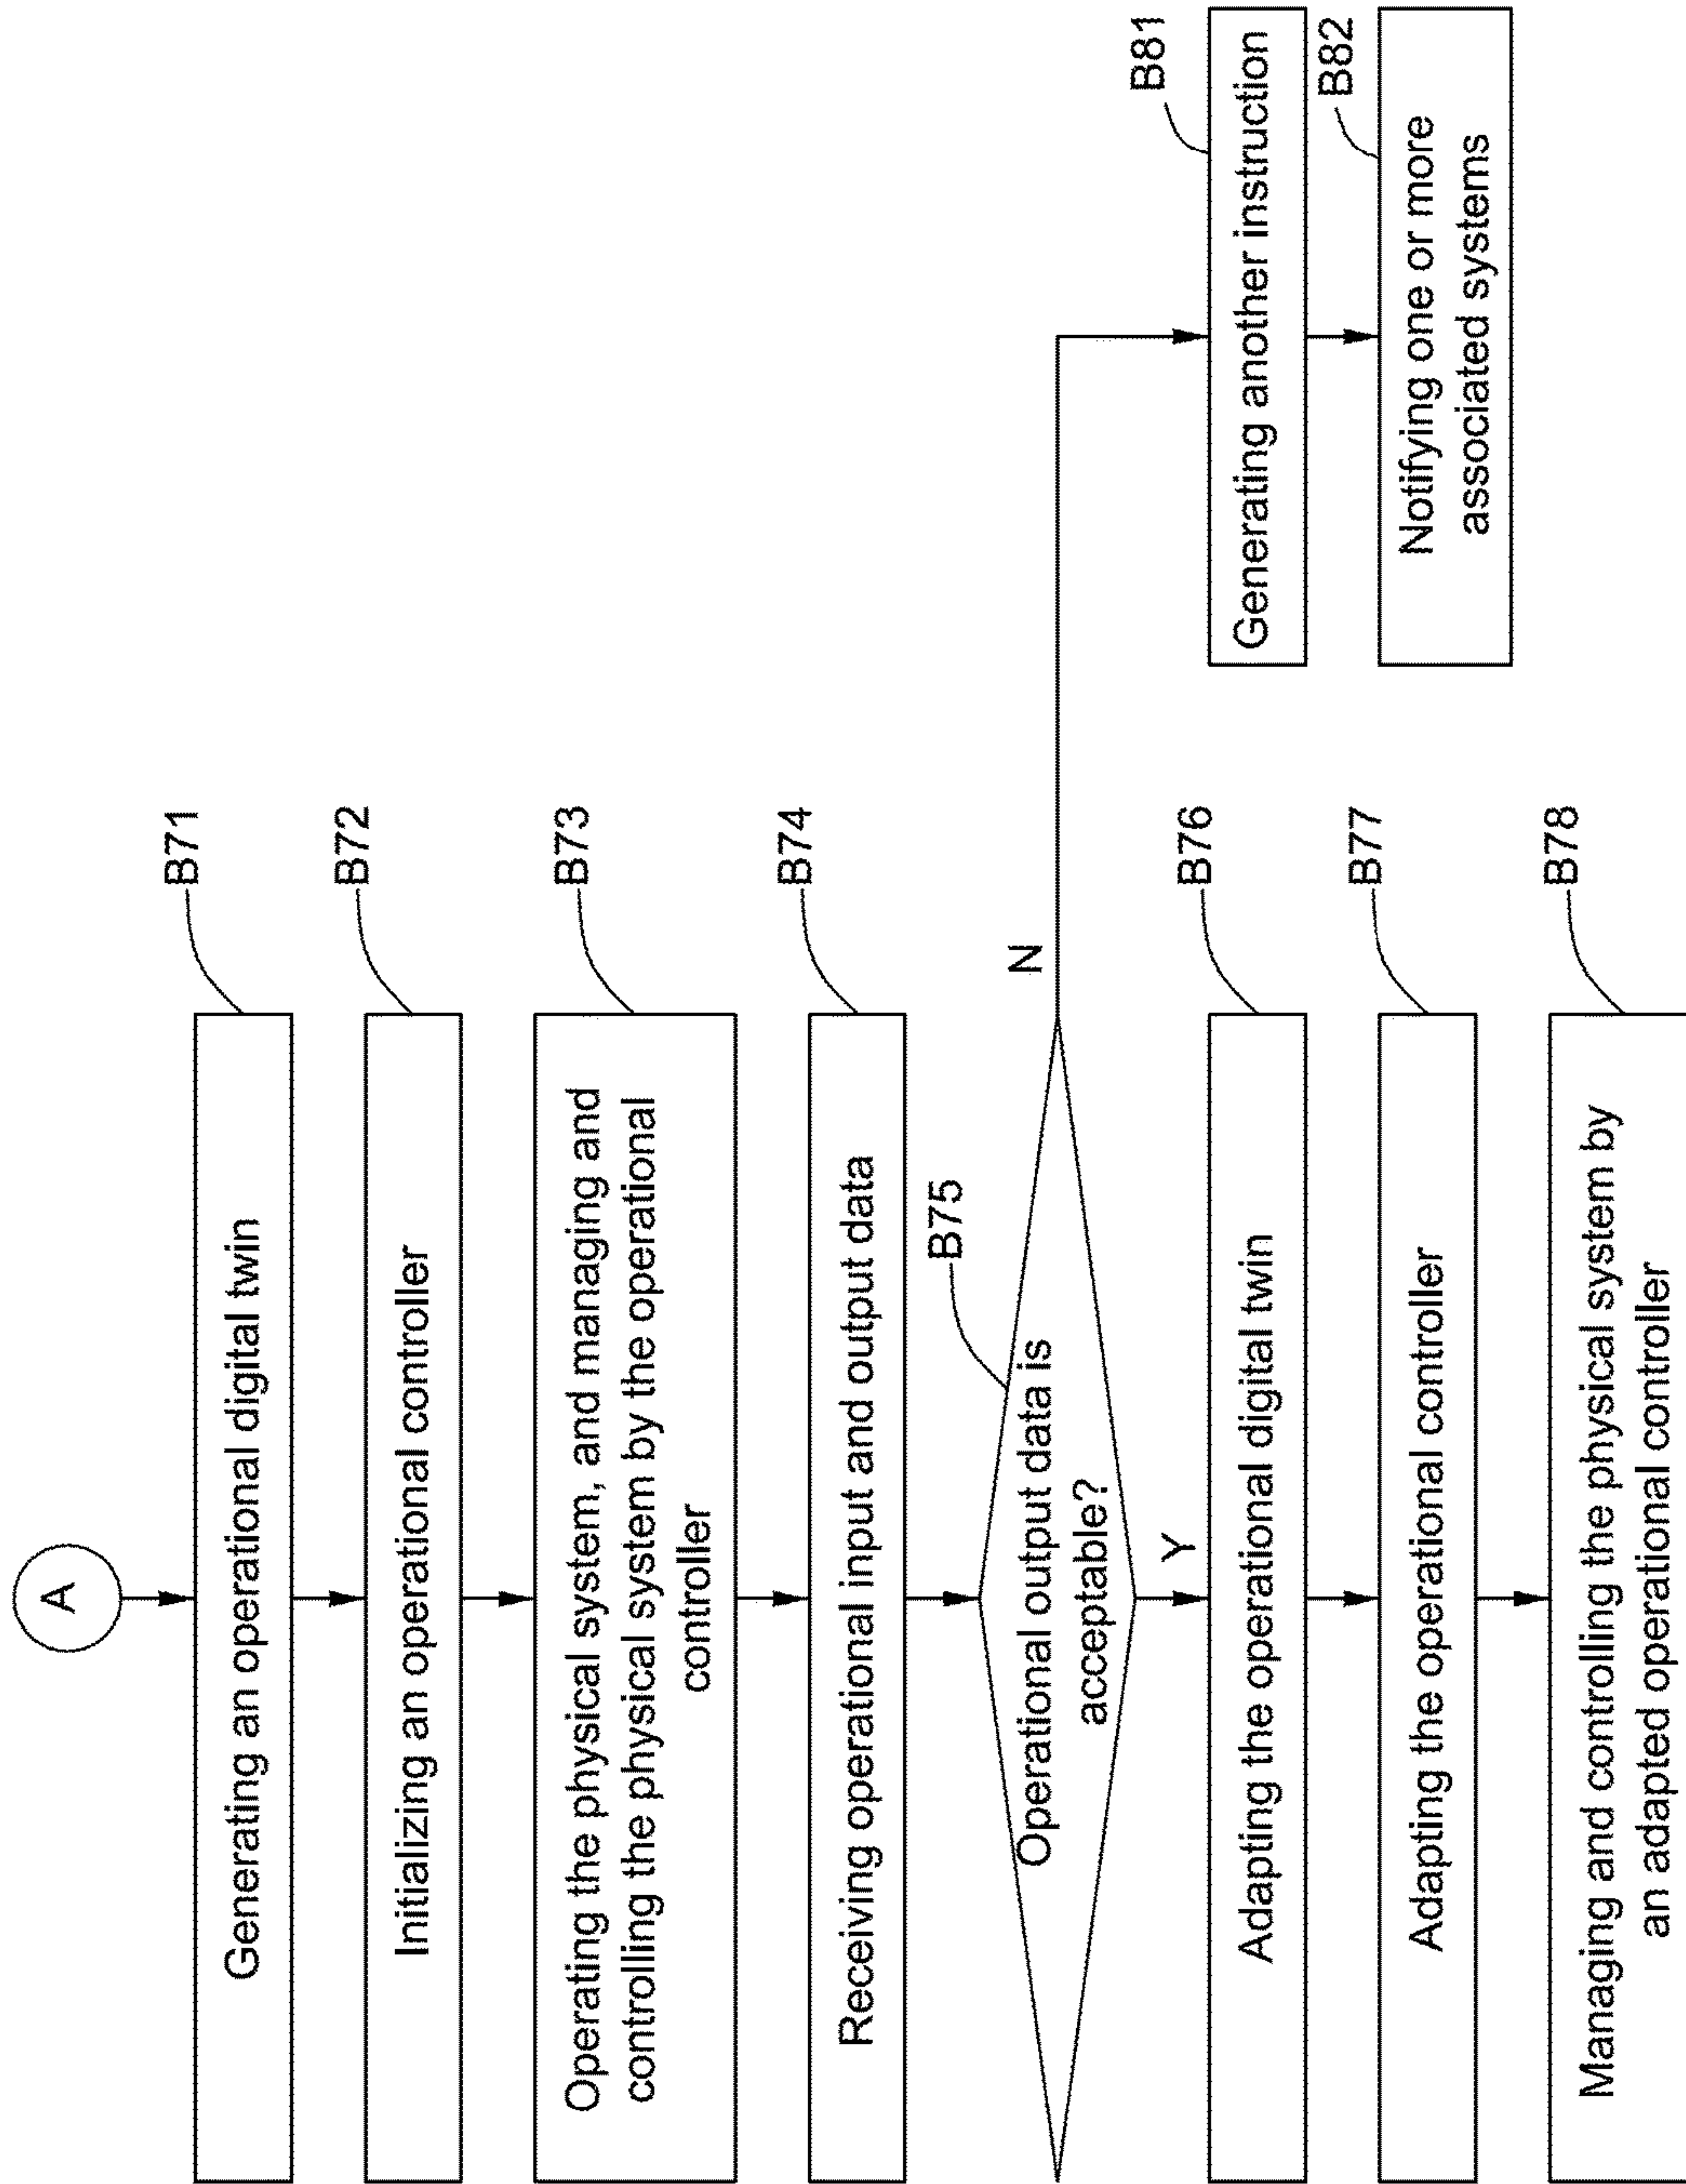 A
B71
Generating an operational digital twin
B72
Initializing an operational controller
B73
Operating the physical system, and managing and
controlling the physical system by the operational
controller
B74
Receiving operational input and output data
B75
Operational output data is
acceptable?
N
Y
B76
Adapting the operational digital twin
B77
Adapting the operational controller
B78
Managing and controlling the physical system by
an adapted operational controller
B81
Generating another instruction
B82
Notifying one or more
associated systems